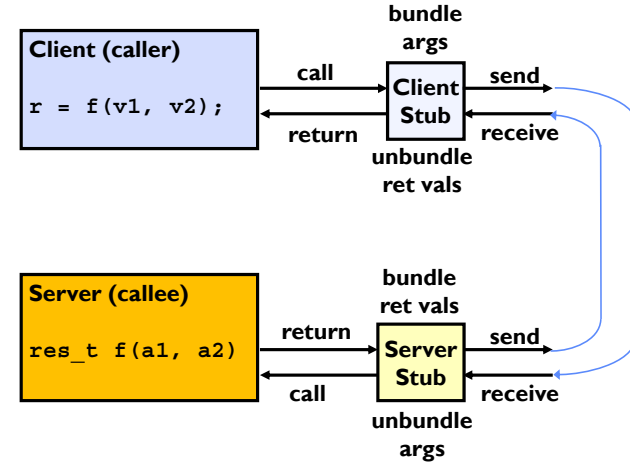 bundle
args
Client (caller)
r = f(v1, v2);
call
return
Client
Stub
send
receive
unbundle
ret vals
bundle
ret vals
Server (callee)
res_t f(a1, a2)
return
call
Server
Stub
send
receive
unbundle
args